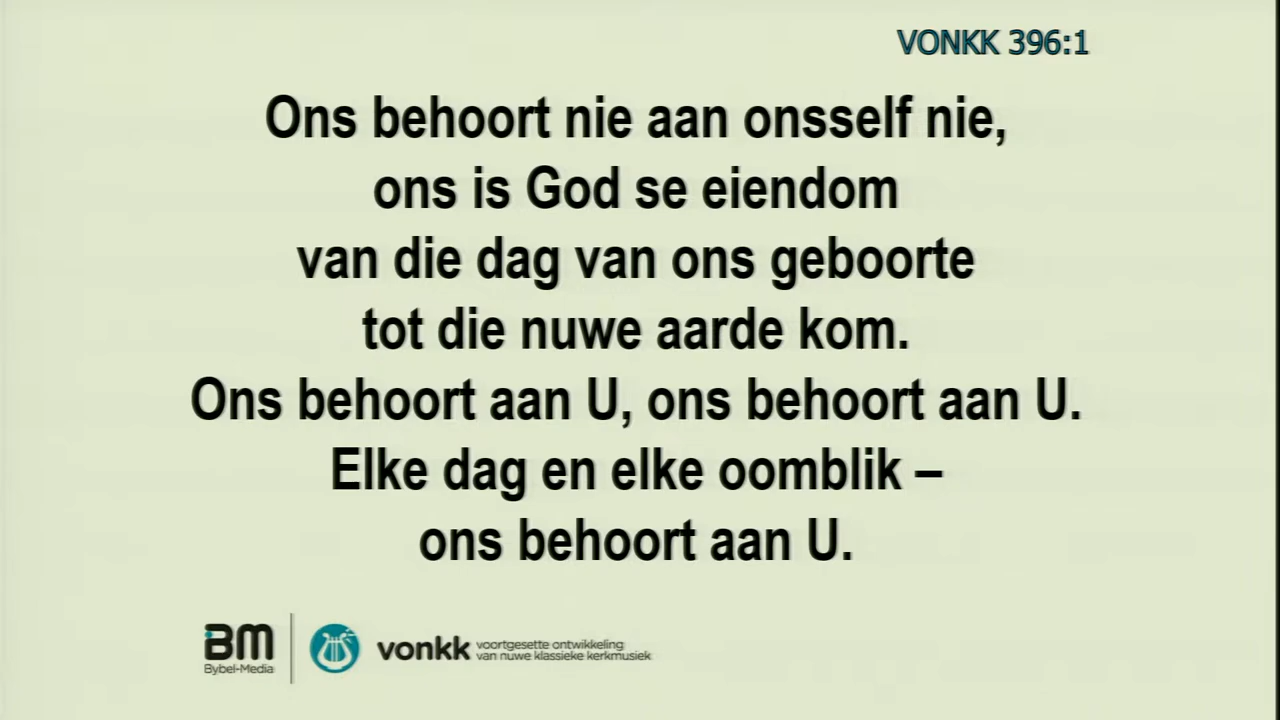 VONKK 396:1
Ons behoort nie aan onsself nie,
ons is God se eiendom
van die dag van ons geboorte
tot die nuwe aarde kom.
Ons behoort aan U, ons behoort aan U.
Elke dag en elke oomblik –
ons behoort aan U.
BM
Bybel-Media
vonkk
voortgesette ontwikkeling
van nuwe klassieke kerkmusiek